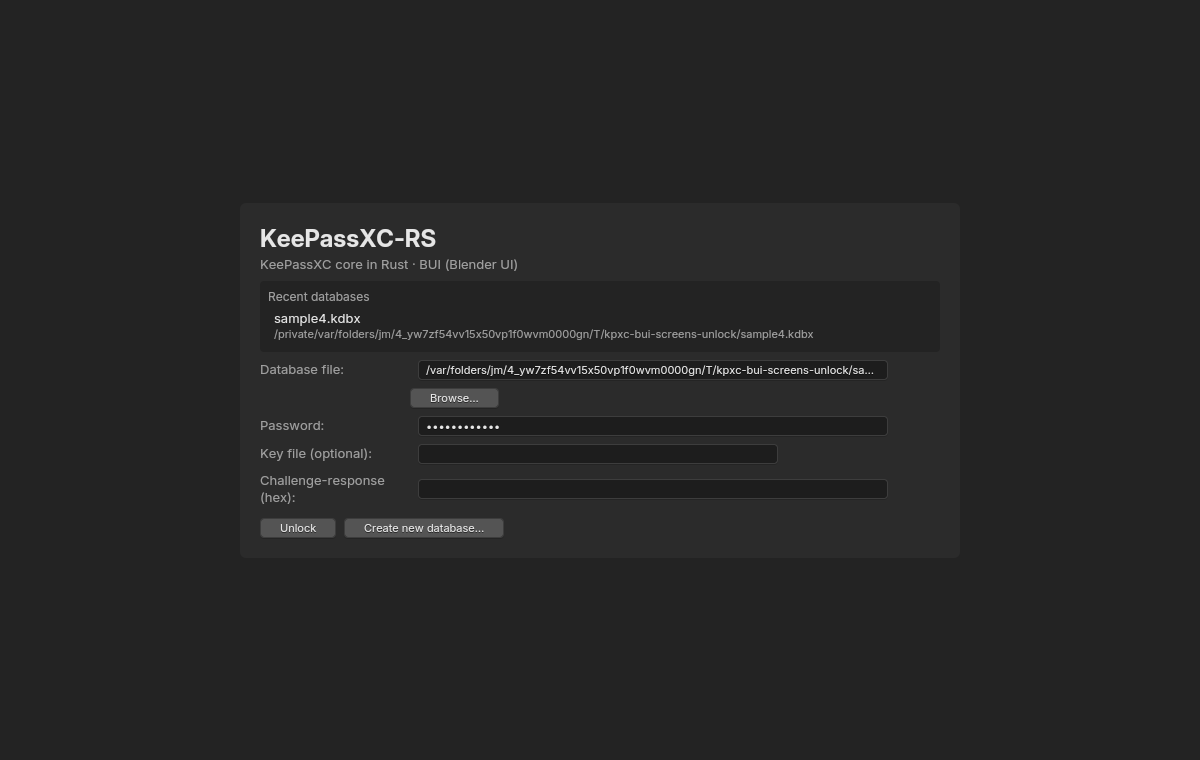 KeePassXC-RS
KeePassXC core in Rust · BUI (Blender UI)
Recent databases
sample4.kdbx
/private/var/folders/jm/4_yw7zf54vv15x50vp1f0wvm0000gn/T/kpxc-bui-screens-unlock/sample4.kdbx
Database file: /var/folders/jm/4_yw7zf54vv15x50vp1f0wvm0000gn/T/kpxc-bui-screens-unlock/sa...
Browse...
Password: ••••••••••••
Key file (optional):
Challenge-response
(hex):
Unlock Create new database...